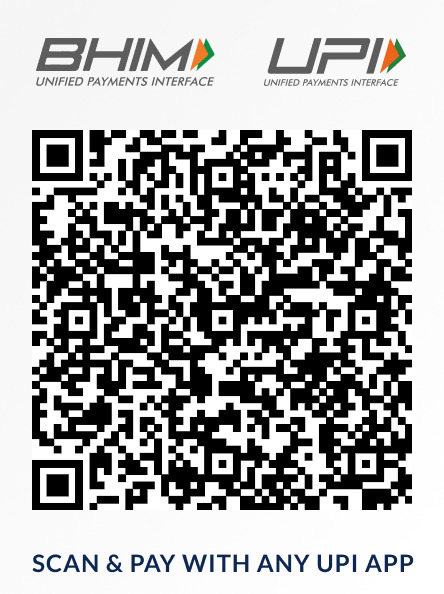 BHIM
UNIFIED PAYMENTS INTERFACE
UPI
UNIFIED PAYMENTS INTERFACE
SCAN & PAY WITH ANY UPI APP